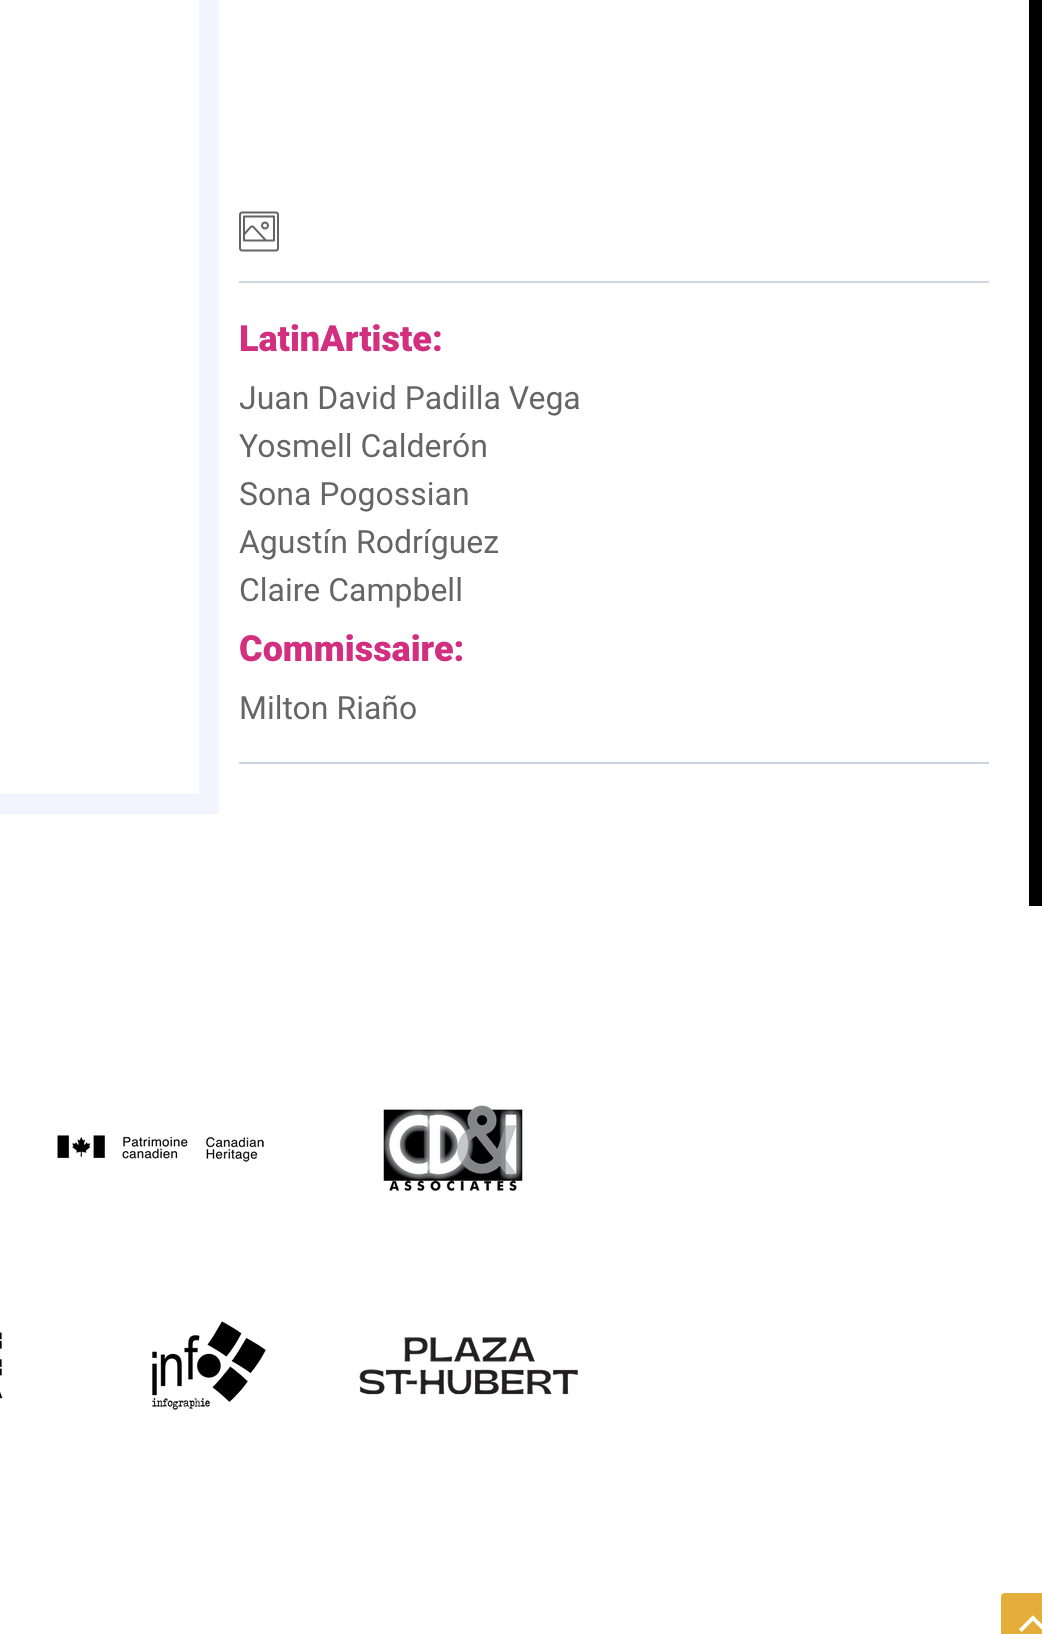 LatinArtiste:
Juan David Padilla Vega
Yosmell Calderón
Sona Pogossian
Agustín Rodríguez
Claire Campbell
Commissaire:
Milton Riaño
Patrimoine canadien
Canadian Heritage
CD&i
ASSOCIATES
info
infographie
PLAZA
ST-HUBERT